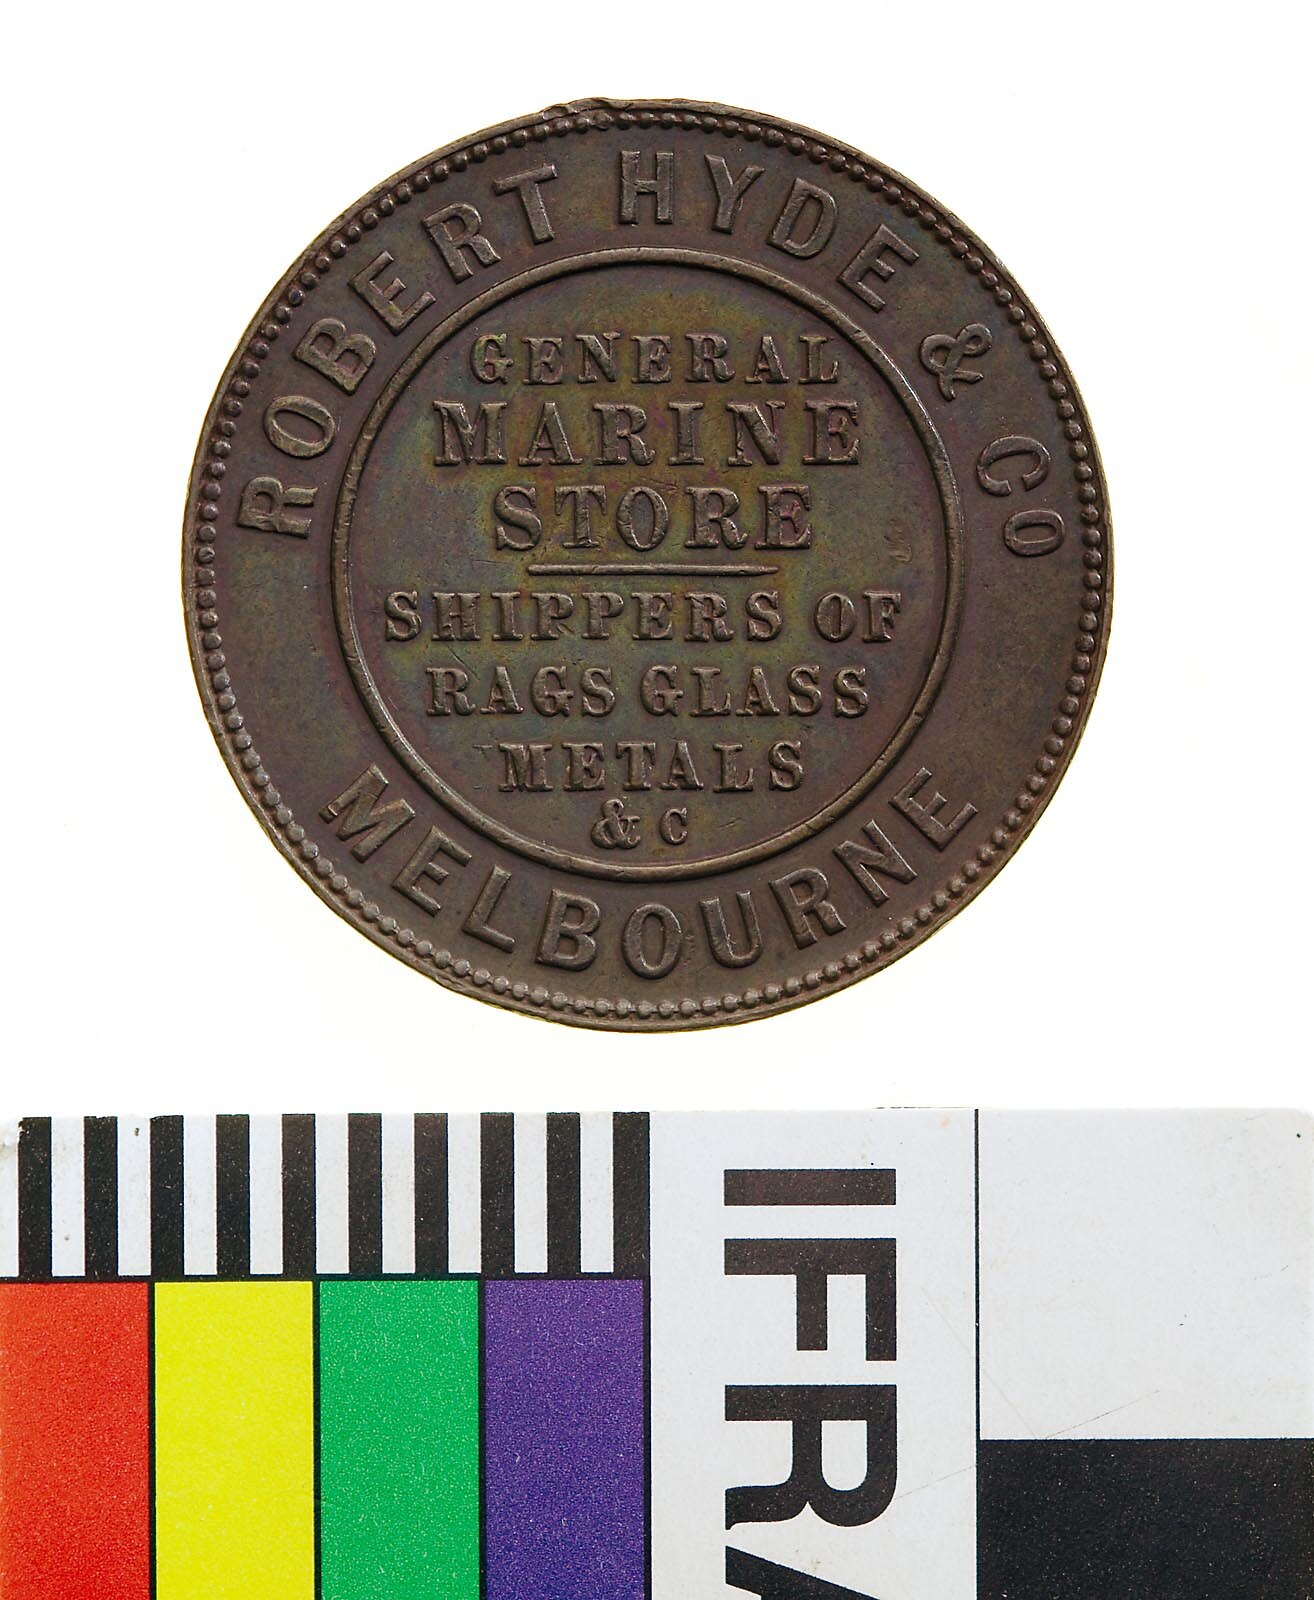 ROBERT HYDE & CO
GENERAL
MARINE
STORE
SHIPPERS OF
RAGS GLASS
METALS
& C
MELBOURNE
IFRA